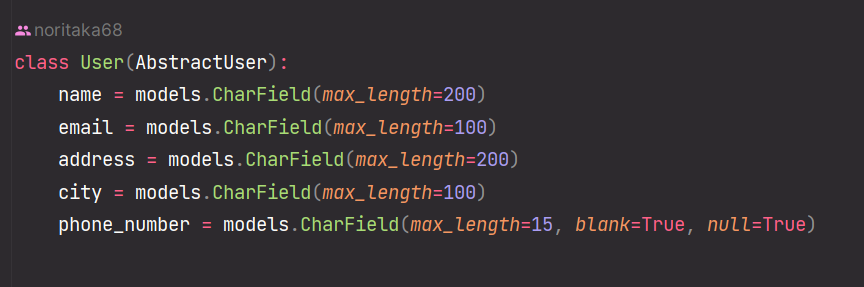 noritaka68
class User(AbstractUser):
    name = models.CharField(max_length=200)
    email = models.CharField(max_length=100)
    address = models.CharField(max_length=200)
    city = models.CharField(max_length=100)
    phone_number = models.CharField(max_length=15, blank=True, null=True)